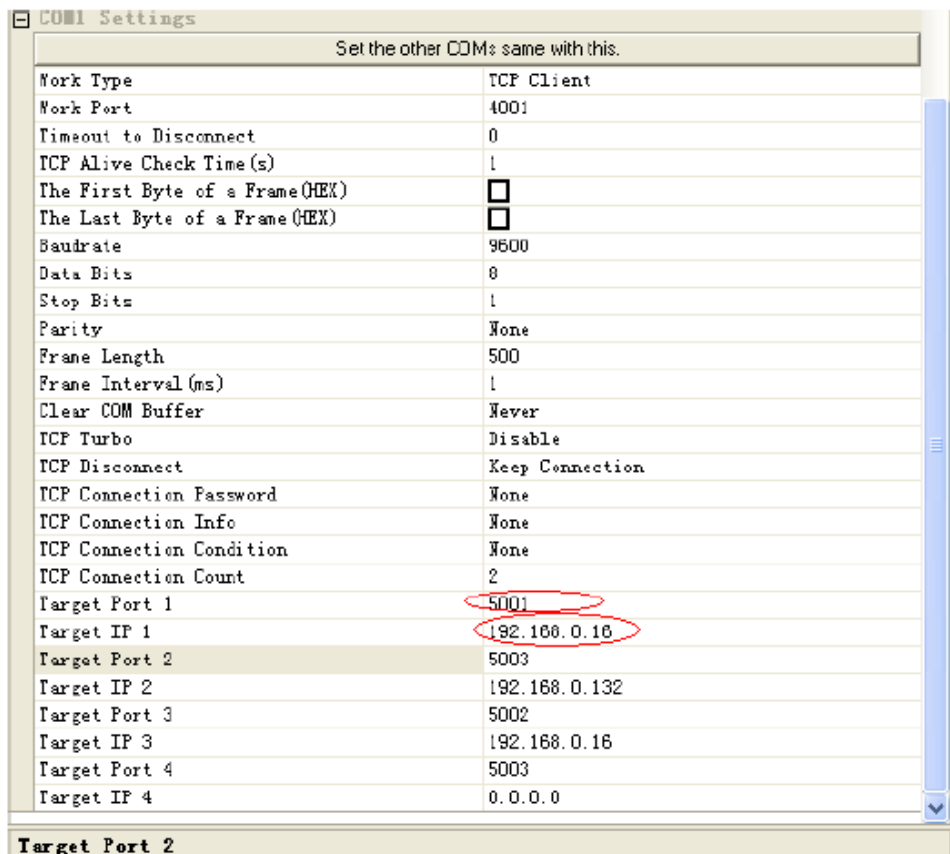 COM1 Settings
Set the other COMs same with this.
Work Type TCP Client
Work Port 4001
Timeout to Disconnect 0
TCP Alive Check Time(s) 1
The First Byte of a Frame(HEX)
The Last Byte of a Frame(HEX)
Baudrate 9600
Data Bits 8
Stop Bits 1
Parity None
Frame Length 500
Frame Interval(ms) 1
Clear COM Buffer Never
TCP Turbo Disable
TCP Disconnect Keep Connection
TCP Connection Password None
TCP Connection Info None
TCP Connection Condition None
TCP Connection Count 2
Target Port 1 5001
Target IP 1 192.168.0.16
Target Port 2 5003
Target IP 2 192.168.0.132
Target Port 3 5002
Target IP 3 192.168.0.16
Target Port 4 5003
Target IP 4 0.0.0.0
Target Port 2